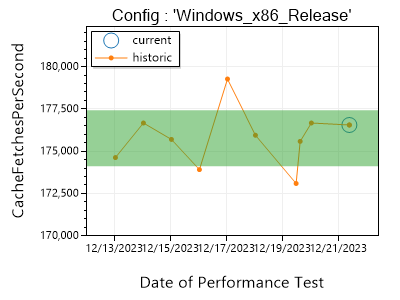 Config : 'Windows_x86_Release'
current
historic
CacheFetchesPerSecond
180,000
177,500
175,000
172,500
170,000
12/13/2023
12/15/2023
12/17/2023
12/19/2023
12/21/2023
Date of Performance Test